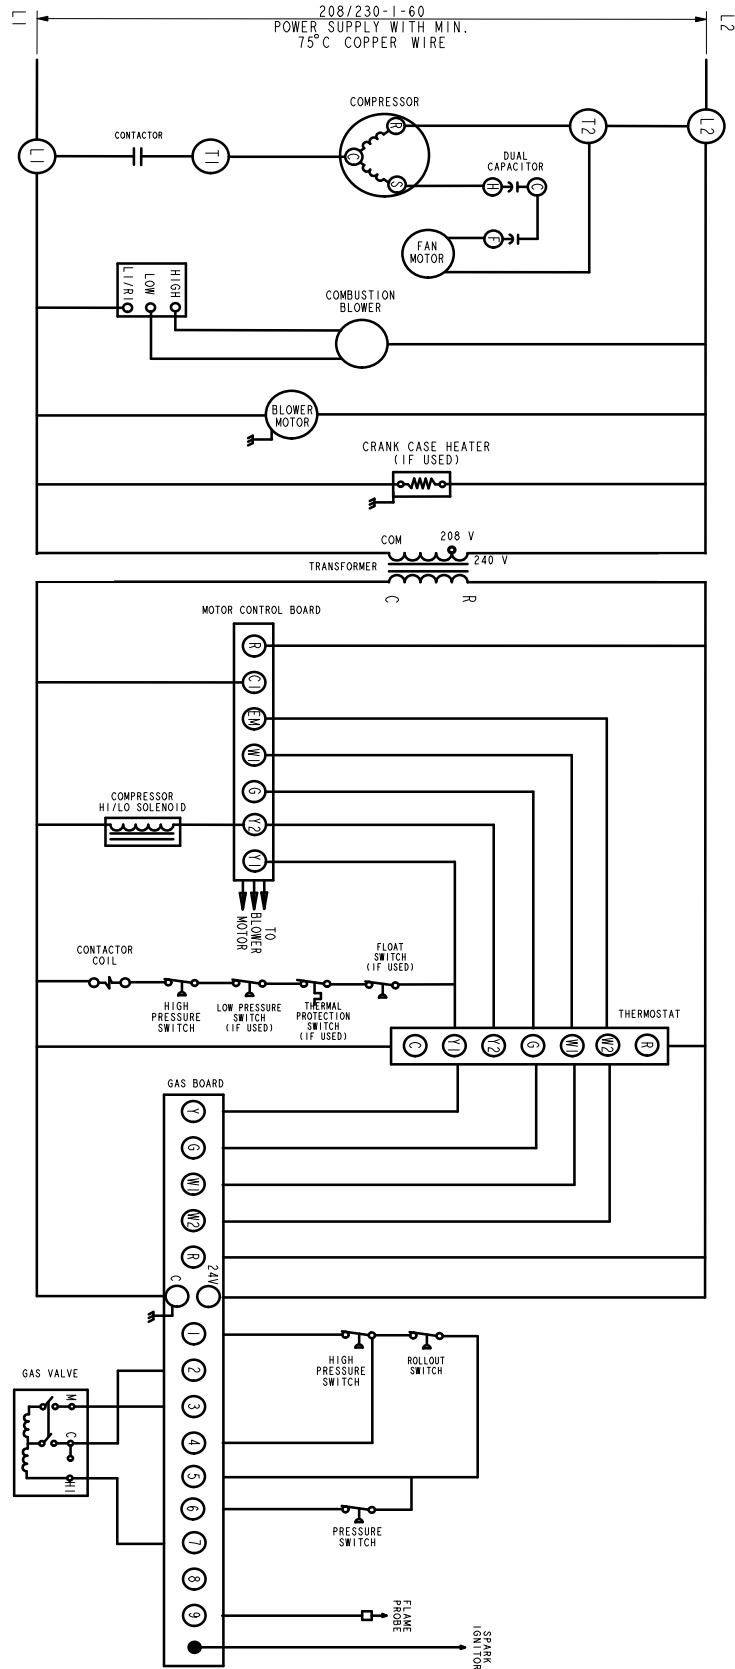 208/230-1-60
L1
L2
POWER SUPPLY WITH MIN.
75°C COPPER WIRE
COMPRESSOR
CONTACTOR
R
T2
L2
L1
T1
C
DUAL
CAPACITOR
S
H
C
F
FAN
MOTOR
L1/R1
LOW
HIGH
COMBUSTION
BLOWER
BLOWER
MOTOR
CRANK CASE HEATER
(IF USED)
COM
208 V
240 V
TRANSFORMER
C
R
MOTOR CONTROL BOARD
R
C1
EM
W1
G
COMPRESSOR
HI/LO SOLENOID
Y2
Y1
TO
BLOWER
MOTOR
CONTACTOR
COIL
HIGH
PRESSURE
SWITCH
LOW PRESSURE
SWITCH
(IF USED)
THERMAL
PROTECTION
SWITCH
(IF USED)
FLOAT
SWITCH
(IF USED)
THERMOSTAT
C
Y1
Y2
G
W1
W2
R
GAS BOARD
Y
G
W1
W2
R
C
24V
1
HIGH
PRESSURE
SWITCH
ROLLOUT
SWITCH
GAS VALVE
M
C
HI
2
3
4
5
6
PRESSURE
SWITCH
7
8
9
FLAME
PROBE
SPARK
IGNITOR